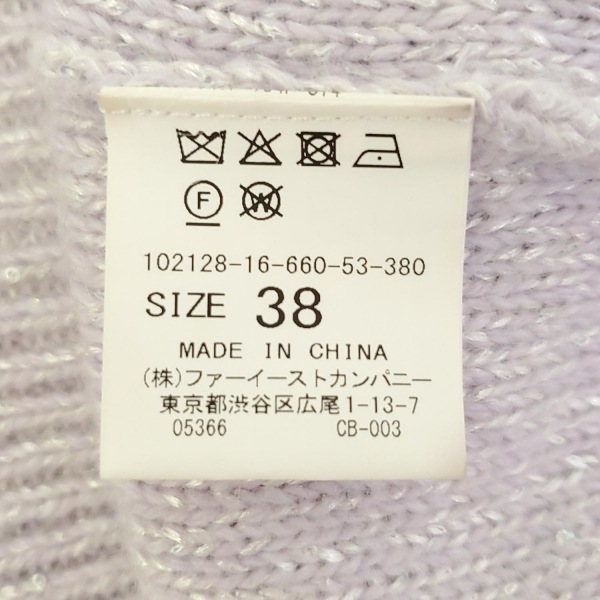 F W
102128-16-660-53-380
SIZE 38
MADE IN CHINA
(株)ファーイーストカンパニー
東京都渋谷区広尾1-13-7
05366 CB-003